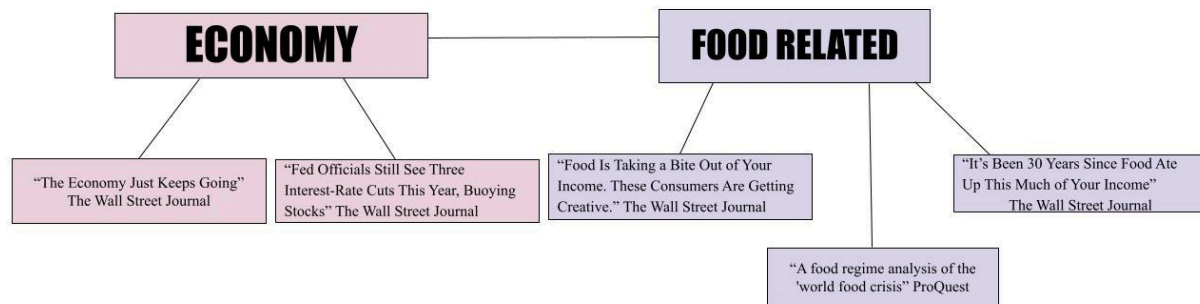 ECONOMY
FOOD RELATED
“The Economy Just Keeps Going”
The Wall Street Journal
“Fed Officials Still See Three
Interest-Rate Cuts This Year, Buoying
Stocks” The Wall Street Journal
“Food Is Taking a Bite Out of Your
Income. These Consumers Are Getting
Creative.” The Wall Street Journal
“It’s Been 30 Years Since Food Ate
Up This Much of Your Income”
The Wall Street Journal
“A food regime analysis of the
'world food crisis” ProQuest